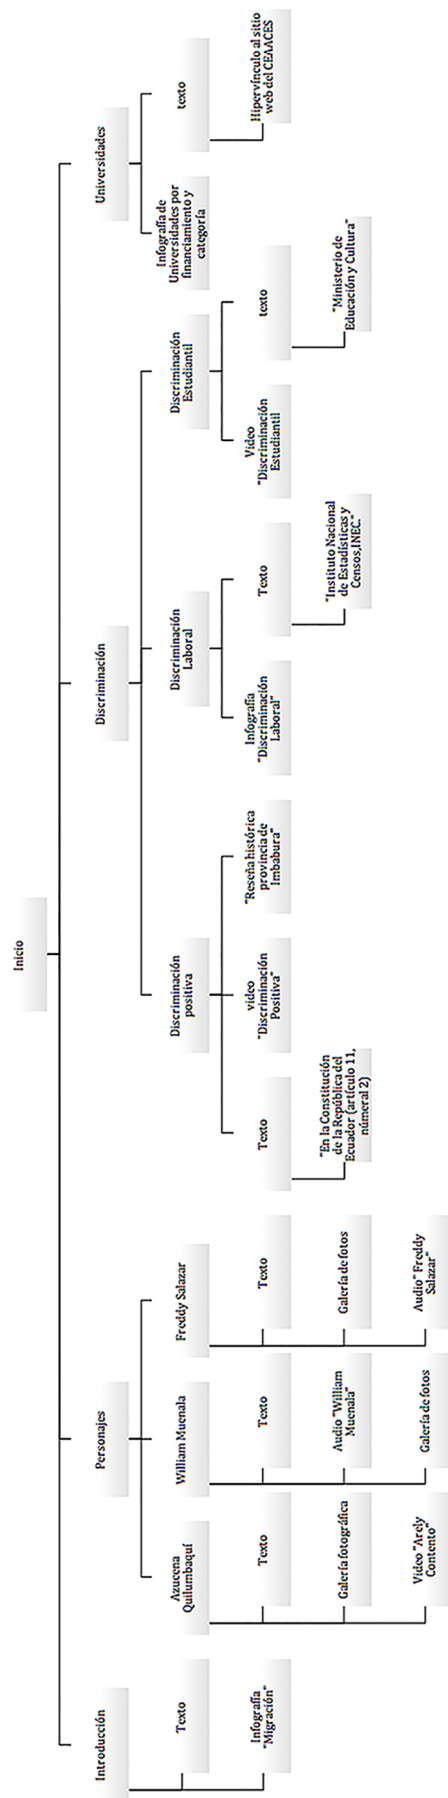 Inicio
Introducción
Texto
Infografía
"Migración"
Personajes
Azucena
Quilumbaquí
Texto
Galería fotográfica
Video "Arely
Contento"
William Muenala
Texto
Audio "William
Muenala"
Galería de fotos
Freddy Salazar
Texto
Galería de fotos
Audio" Freddy
Salazar"
Discriminación
Discriminación
positiva
Texto
"En la Constitución
de la República del
Ecuador (artículo 11,
númeral 2)
video
"Discriminación
Positiva"
"Reseña histórica
provincia de
Imbabura"
Discriminación
Laboral
Infografía
"Discriminación
Laboral"
Texto
"Instituto Nacional
de Estadísticas y
Censos,INEC."
Discriminación
Estudiantil
Video
"Discriminación
Estudiantil
texto
"Ministerio de
Educación y Cultura"
Universidades
Infografía de
Universidades por
financiamiento y
categoría
texto
Hipervínculo al sitio
web del CEAACES